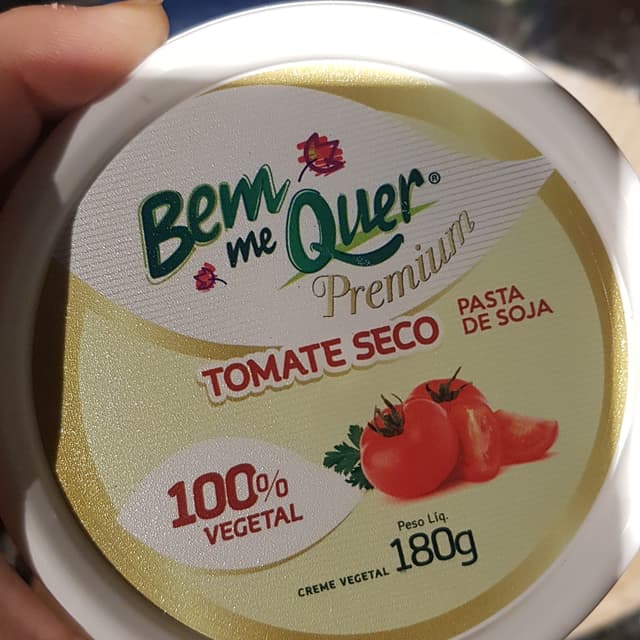 Bem
me Quer®
Premium
TOMATE SECO
PASTA
DE SOJA
100%
VEGETAL
Peso Líq.
CREME VEGETAL 180g